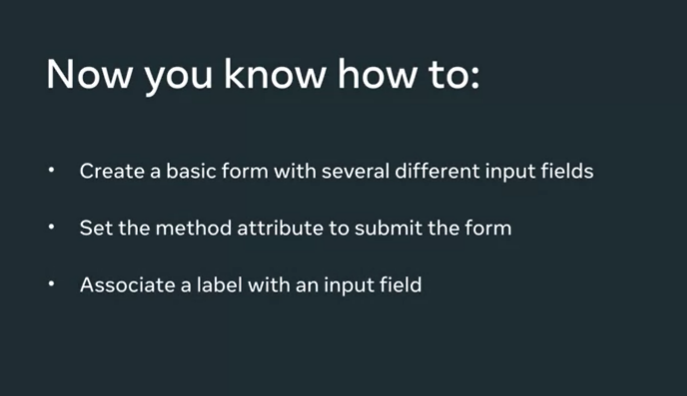 Now you know how to:
• Create a basic form with several different input fields
• Set the method attribute to submit the form
• Associate a label with an input field